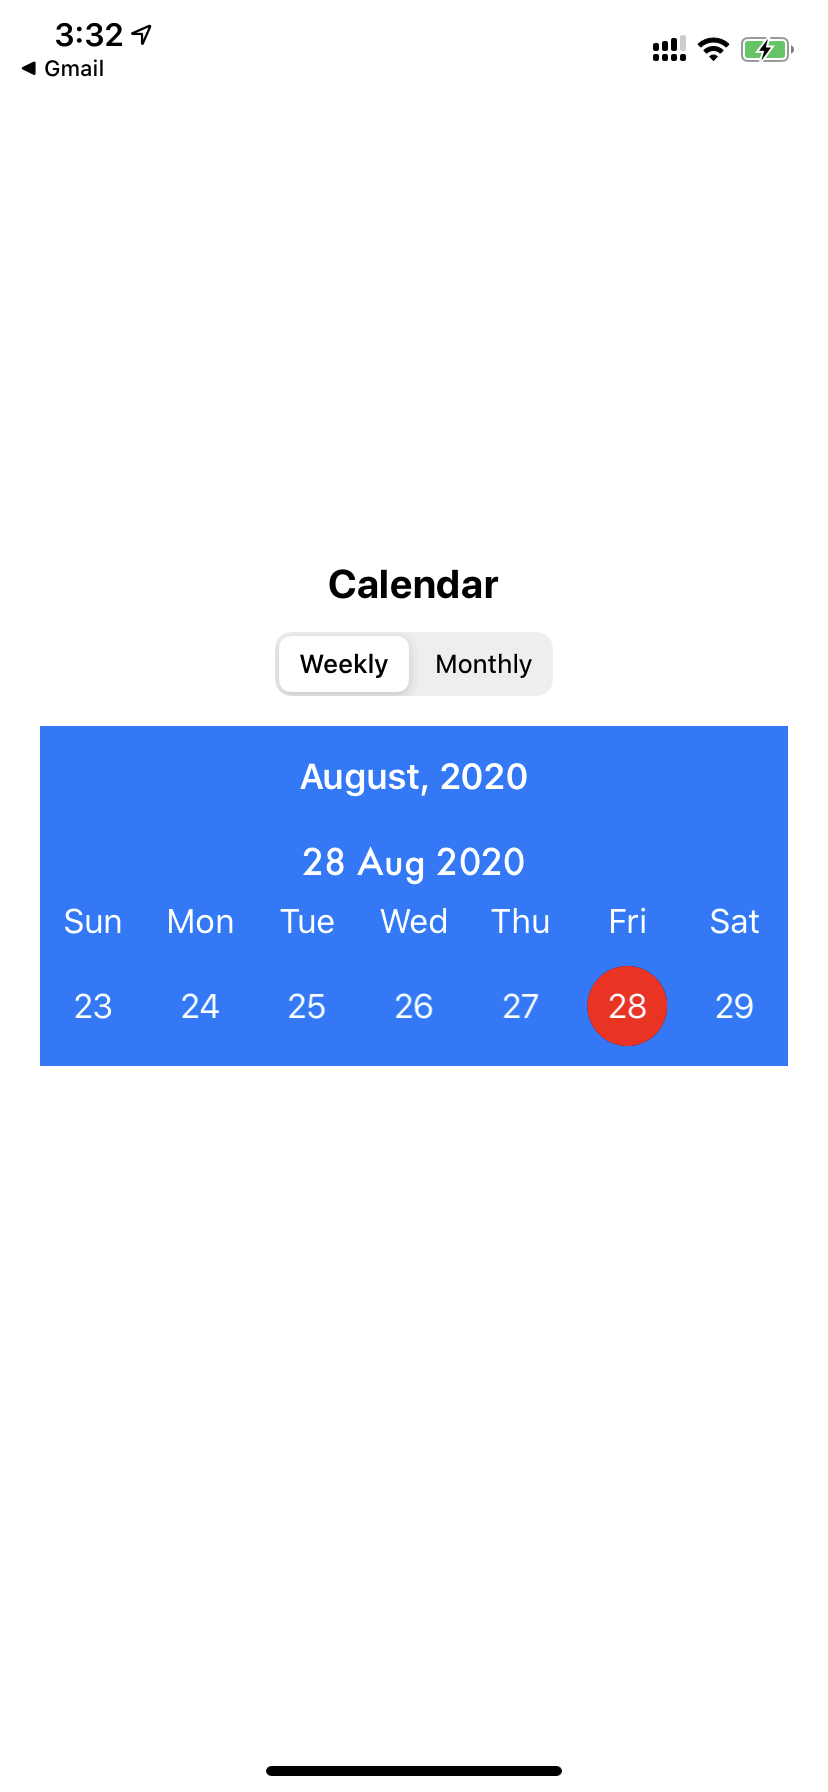 3:32
◀ Gmail
Calendar
Weekly Monthly
August, 2020
28 Aug 2020
Sun Mon Tue Wed Thu Fri Sat
23 24 25 26 27 28 29